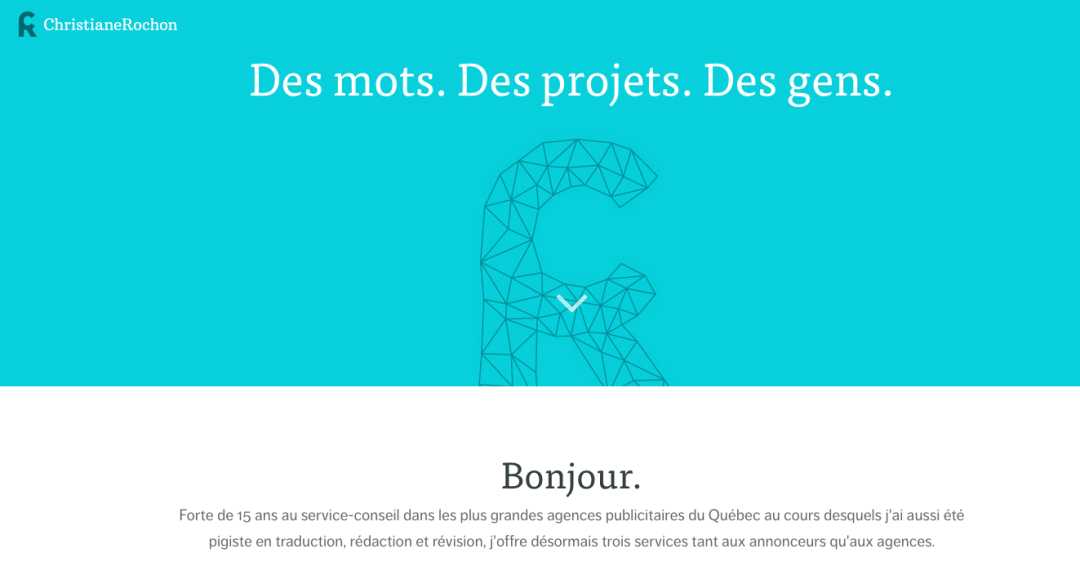 ChristianeRochon
Des mots. Des projets. Des gens.
Bonjour.
Forte de 15 ans au service-conseil dans les plus grandes agences publicitaires du Québec au cours desquels j'ai aussi été
pigiste en traduction, rédaction et révision, j'offre désormais trois services tant aux annonceurs qu'aux agences.